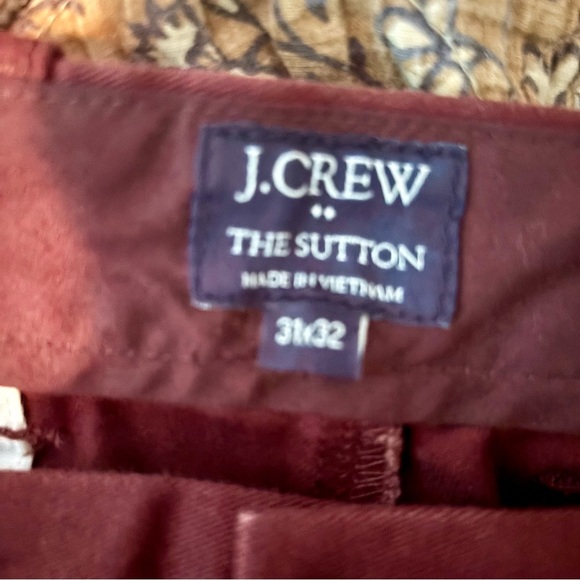 J.CREW
THE SUTTON
MADE IN VIETNAM
31x32